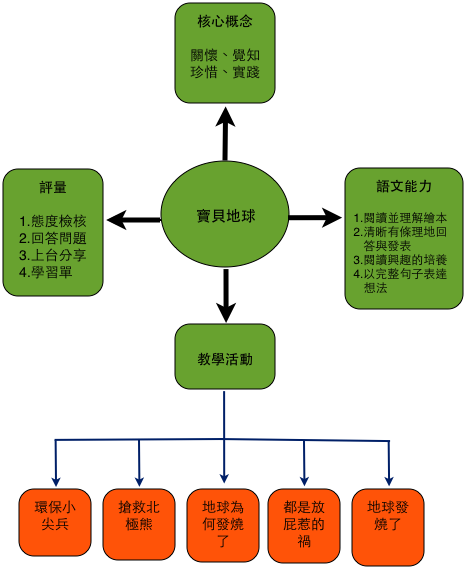 核心概念
關懷、覺知
珍惜、實踐
評量
1.態度檢核
2.回答問題
3.上台分享
4.學習單
寶貝地球
語文能力
1.閱讀並理解繪本
2.清晰有條理地回
答與發表
3.閱讀興趣的培養
4.以完整句子表達
想法
教學活動
環保小
尖兵
搶救北
極熊
地球為
何發燒
了
都是放
屁惹的
禍
地球發
燒了